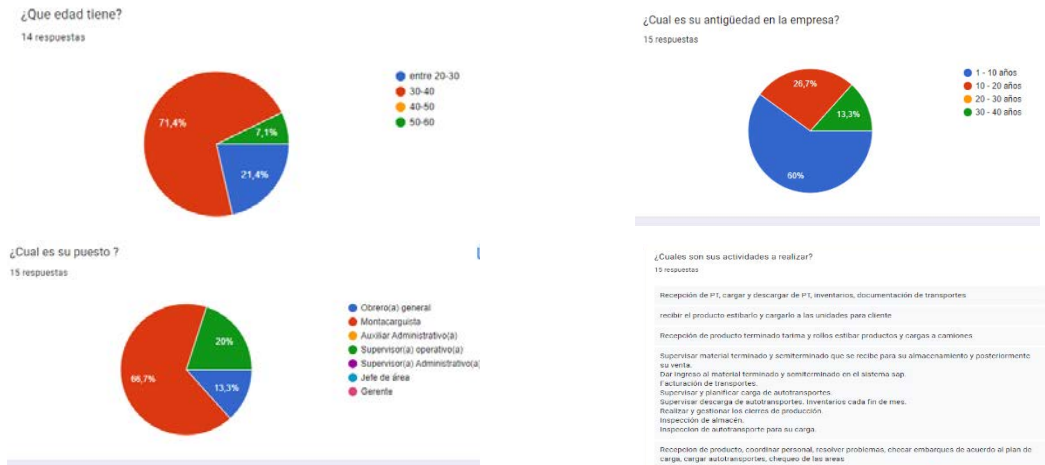 ¿Que edad tiene?
14 respuestas
entre 20-30
30-40
40-50
50-60
71,4%
7,1%
21,4%
¿Cual es su antigüedad en la empresa?
15 respuestas
1 - 10 años
10 - 20 años
20 - 30 años
30 - 40 años
26,7%
13,3%
60%
¿Cual es su puesto ?
15 respuestas
Obrero(a) general
Montacarguista
Auxiliar Administrativo(a)
Supervisor(a) operativo(a)
Supervisor(a) Administrativo(a)
Jefe de área
Gerente
20%
66,7%
13,3%
¿Cuales son sus actividades a realizar?
15 respuestas
Recepción de PT, cargar y descargar de PT, inventarios, documentación de transportes
recibir el producto estibarlo y cargarlo a las unidades para cliente
Recepción de producto terminado tarima y rollos estibar productos y cargas a camiones
Supervisar material terminado y semiterminado que se recibe para su almacenamiento y posteriormente
su venta.
Dar ingreso al material terminado y semiterminado en el sistema sap.
Facturación de transportes.
Supervisar y planificar carga de autotransportes.
Supervisar descarga de autotransportes. Inventarios cada fin de mes.
Realizar y gestionar los cierres de producción.
Inspección de almacén.
Inspeccion de autotransporte para su carga.
Recepcion de producto, coordinar personal, resolver problemas, checar embarques de acuerdo al plan de
carga, cargar autotransportes, chequeo de las areas